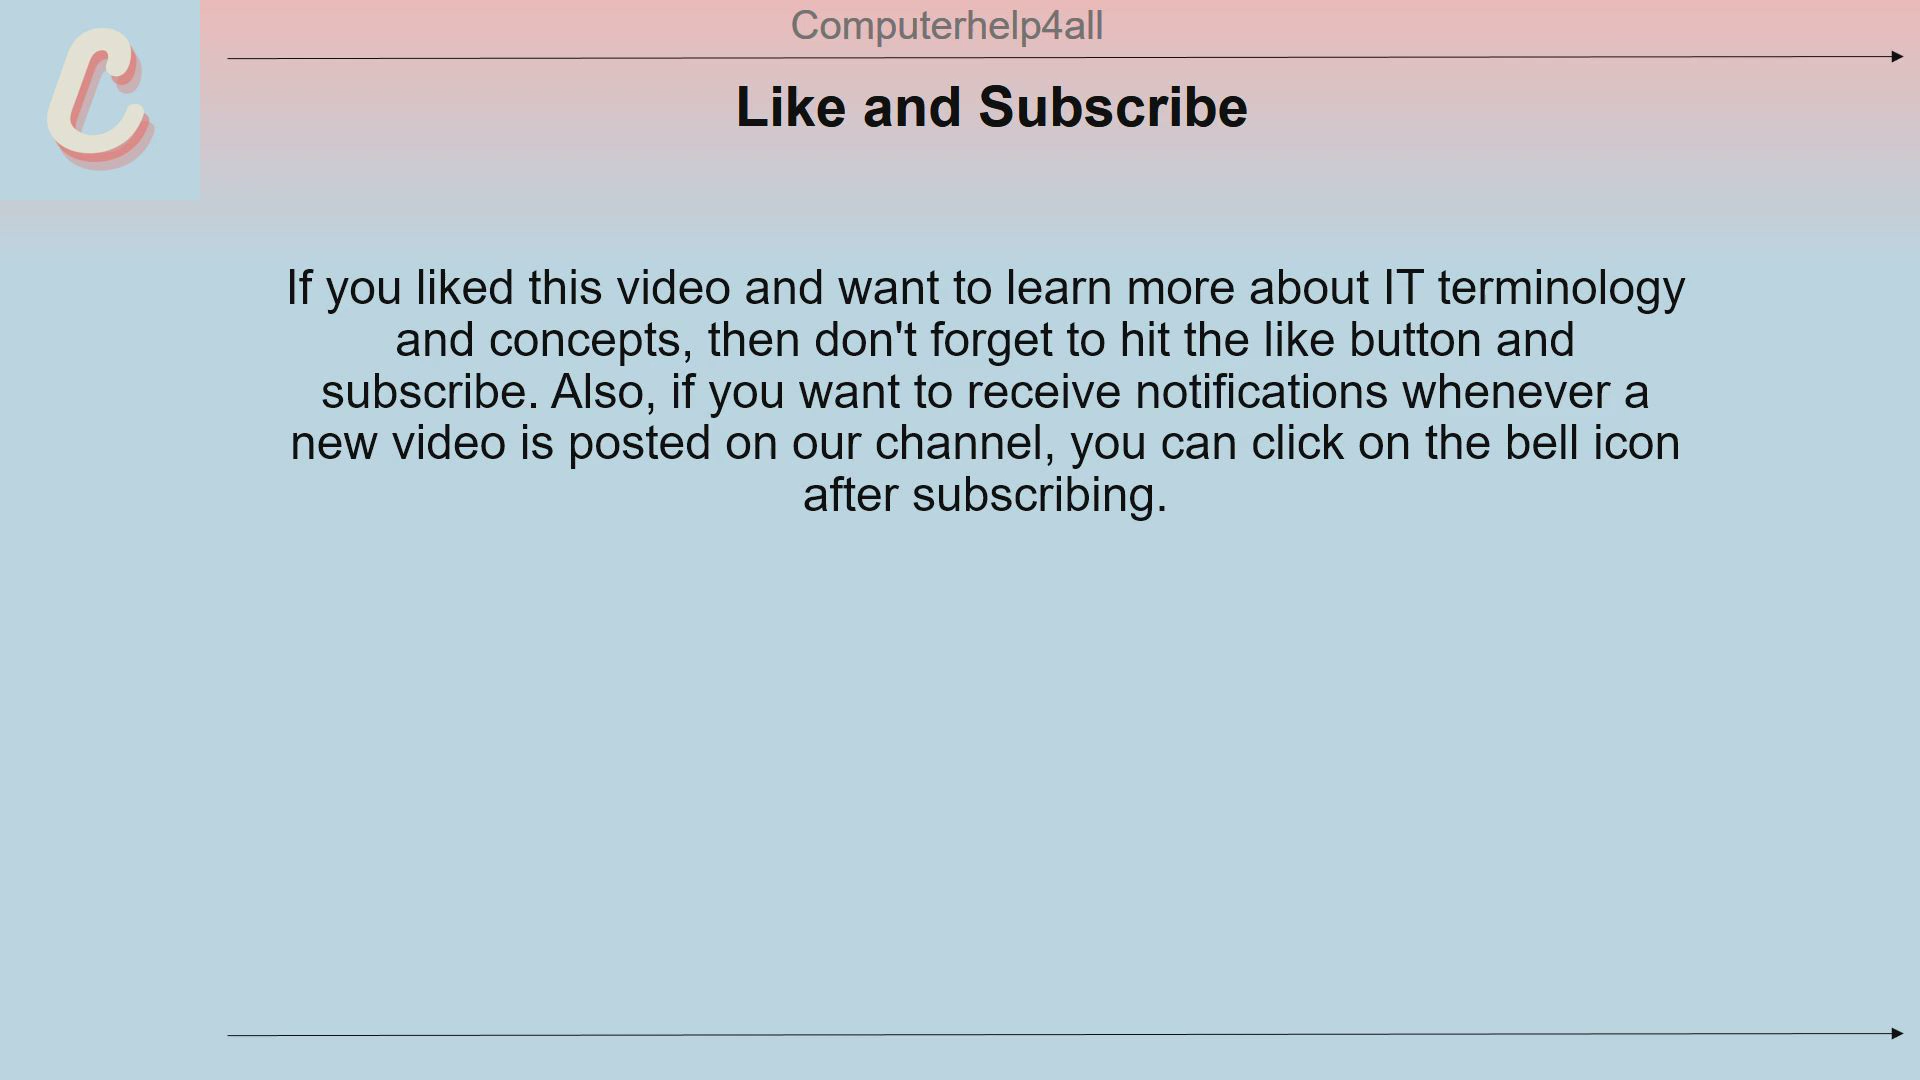 C
Computerhelp4all
Like and Subscribe
If you liked this video and want to learn more about IT terminology
and concepts, then don't forget to hit the like button and
subscribe. Also, if you want to receive notifications whenever a
new video is posted on our channel, you can click on the bell icon
after subscribing.